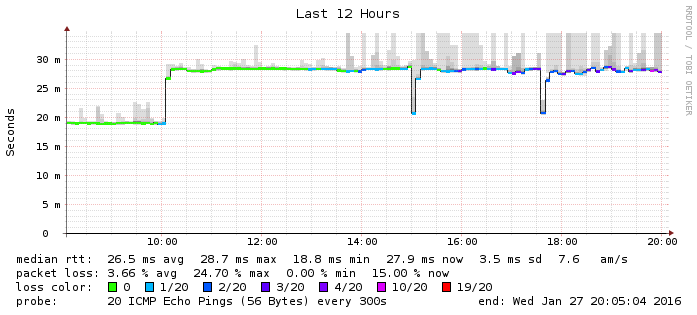 Last 12 Hours
RRDTOOL / TOBI OETIKER
Seconds
30 m
25 m
20 m
15 m
10 m
5 m
0
10:00 12:00 14:00 16:00 18:00 20:00
median rtt: 26.5 ms avg 28.7 ms max 18.8 ms min 27.9 ms now 3.5 ms sd 7.6 am/s
packet loss: 3.66 % avg 24.70 % max 0.00 % min 15.00 % now
loss color: 0 1/20 2/20 3/20 4/20 10/20 19/20
probe: 20 ICMP Echo Pings (56 Bytes) every 300s end: Wed Jan 27 20:05:04 2016